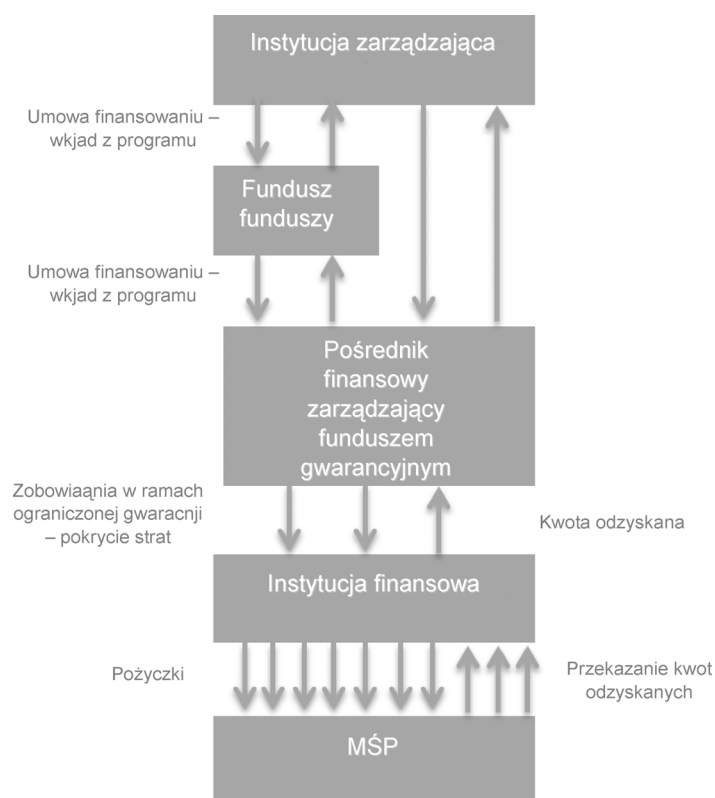 Instytucja zarządzająca
Umowa finansowaniu –
wkjad z programu
Fundusz
funduszy
Umowa finansowaniu –
wkjad z programu
Pośrednik
finansowy
zarządzający
funduszem
gwarancyjnym
Zobowiaąnia w ramach
ograniczonej gwaracnji
– pokrycie strat
Kwota odzyskana
Instytucja finansowa
Pożyczki
Przekazanie kwot
odzyskanych
MŚP